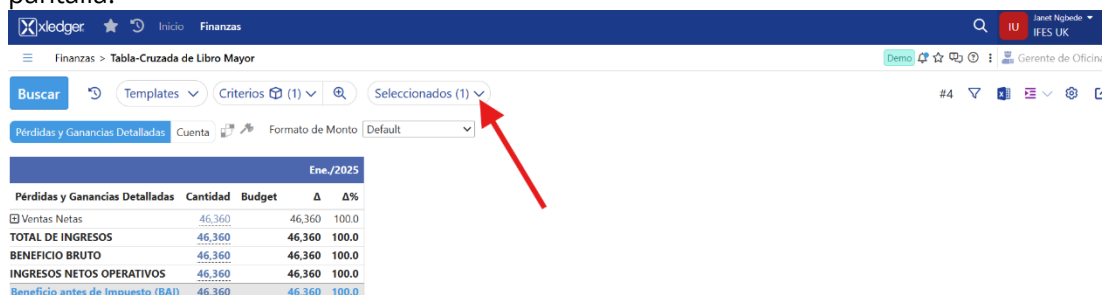 pantalla.
xledger Inicio Finanzas IU Janet Ngbede IFES UK
Finanzas > Tabla-Cruzada de Libro Mayor Demo Gerente de Oficina
Buscar Templates Criterios (1) Seleccionados (1) #4
Pérdidas y Ganancias Detalladas Cuenta Formato de Monto Default
Ene./2025
Pérdidas y Ganancias Detalladas Cantidad Budget Δ Δ%
Ventas Netas 46,360 46,360 100.0
TOTAL DE INGRESOS 46,360 46,360 100.0
BENEFICIO BRUTO 46,360 46,360 100.0
INGRESOS NETOS OPERATIVOS 46,360 46,360 100.0
Beneficio antes de Impuesto (BAI) 46,360 46,360 100.0